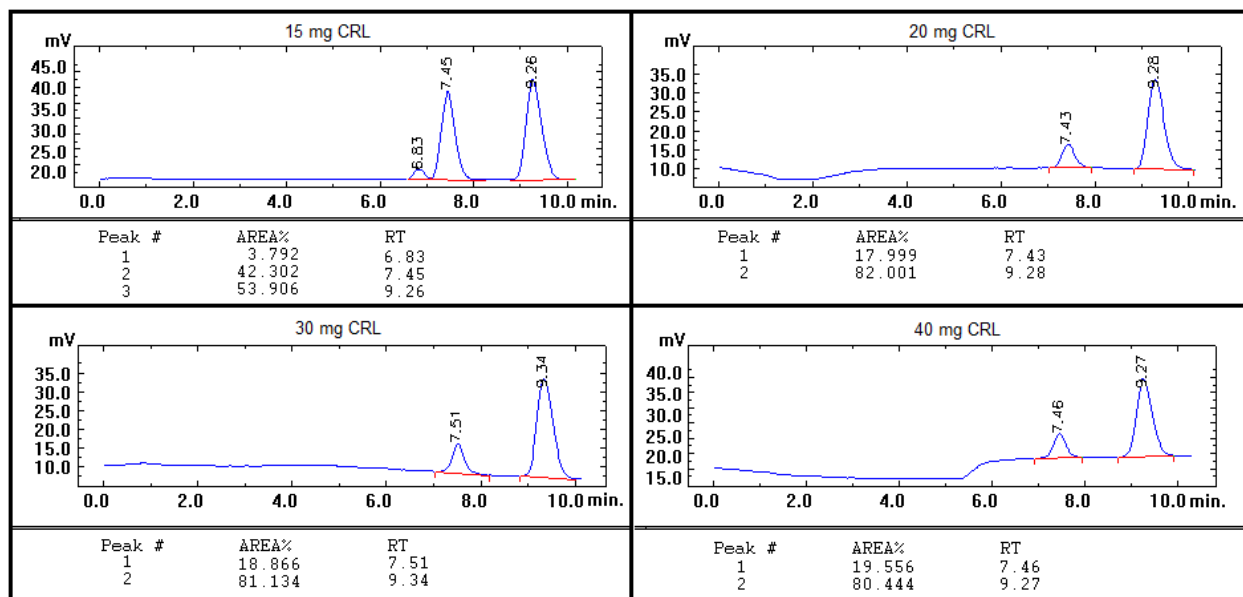 15 mg CRL
mV
45.0
40.0
35.0
30.0
25.0
20.0
6.83
7.45
9.26
0.0 2.0 4.0 6.0 8.0 10.0 min.
Peak # AREA% RT
1 3.792 6.83
2 42.302 7.45
3 53.906 9.26
20 mg CRL
mV
35.0
30.0
25.0
20.0
15.0
10.0
7.43
9.28
0.0 2.0 4.0 6.0 8.0 10.0 min.
Peak # AREA% RT
1 17.999 7.43
2 82.001 9.28
30 mg CRL
mV
35.0
30.0
25.0
20.0
15.0
10.0
7.51
9.34
0.0 2.0 4.0 6.0 8.0 10.0 min.
Peak # AREA% RT
1 18.866 7.51
2 81.134 9.34
40 mg CRL
mV
40.0
35.0
30.0
25.0
20.0
15.0
7.46
9.27
0.0 2.0 4.0 6.0 8.0 10.0 min.
Peak # AREA% RT
1 19.556 7.46
2 80.444 9.27